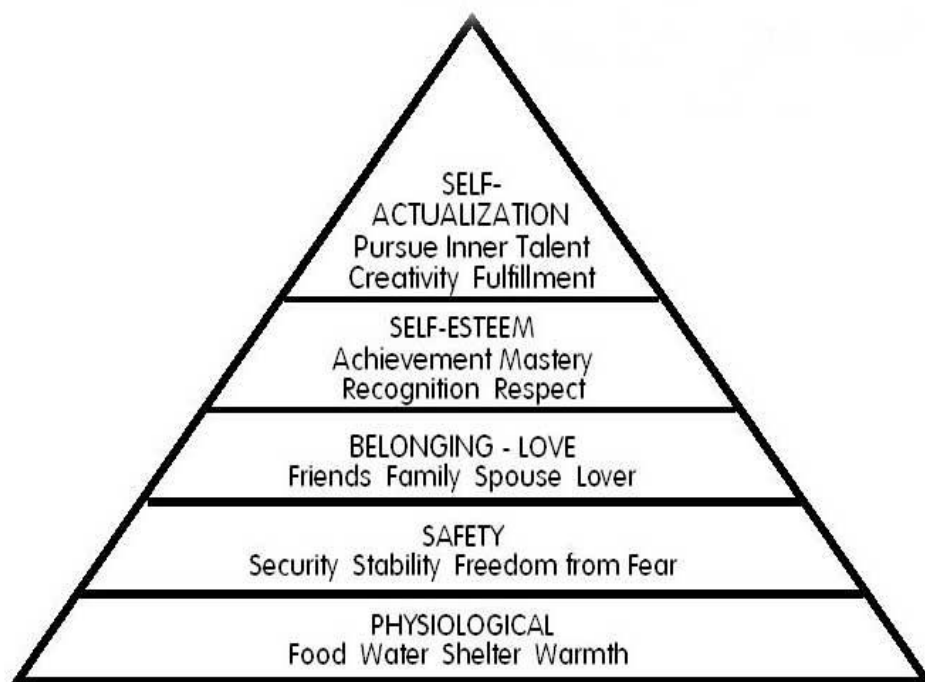 SELF-
ACTUALIZATION
Pursue Inner Talent
Creativity Fulfillment
SELF-ESTEEM
Achievement Mastery
Recognition Respect
BELONGING - LOVE
Friends Family Spouse Lover
SAFETY
Security Stability Freedom from Fear
PHYSIOLOGICAL
Food Water Shelter Warmth